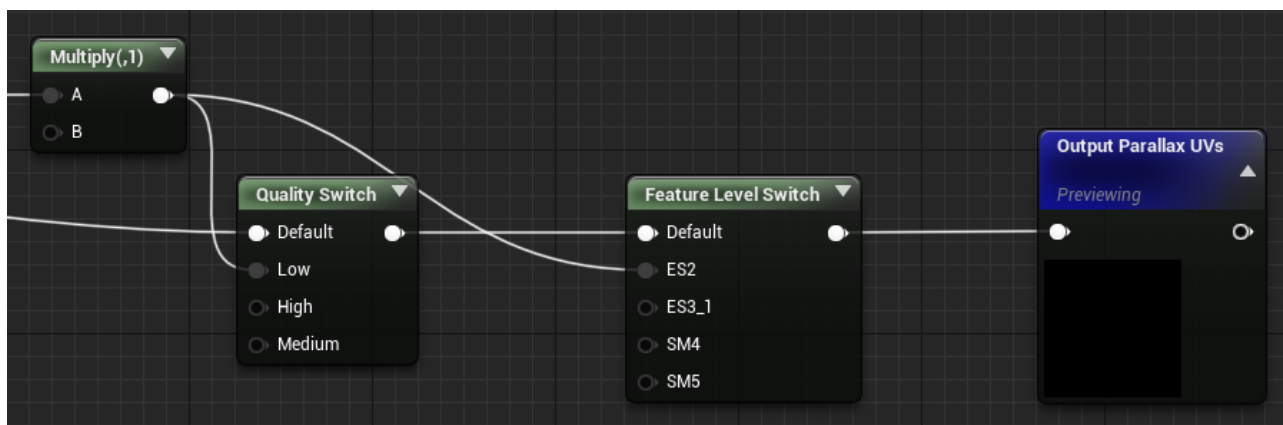 Multiply(,1)
A
B
Quality Switch
Default
Low
High
Medium
Feature Level Switch
Default
ES2
ES3_1
SM4
SM5
Output Parallax UVs
Previewing